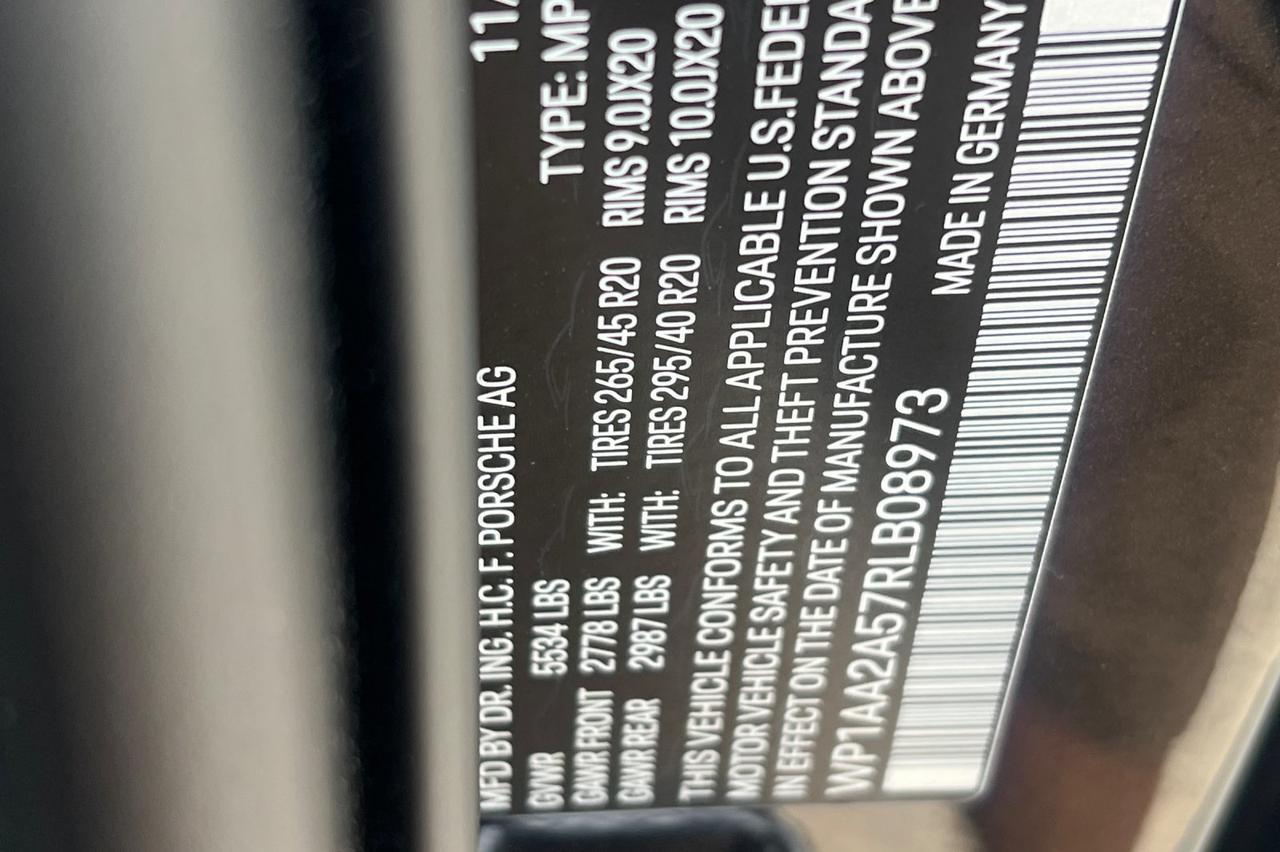 MFD BY DR. ING. H.C. F. PORSCHE AG 11/
GVWR 5534 LBS TYPE: MP
GAWR FRONT 2778 LBS WITH: TIRES 265/45 R20 RIMS 9.0JX20
GAWR REAR 2987 LBS WITH: TIRES 295/40 R20 RIMS 10.0JX20
THIS VEHICLE CONFORMS TO ALL APPLICABLE U.S.FEDE
MOTOR VEHICLE SAFETY AND THEFT PREVENTION STANDA
IN EFFECT ON THE DATE OF MANUFACTURE SHOWN ABOVE
WP1AA2A57RLB08973 MADE IN GERMANY